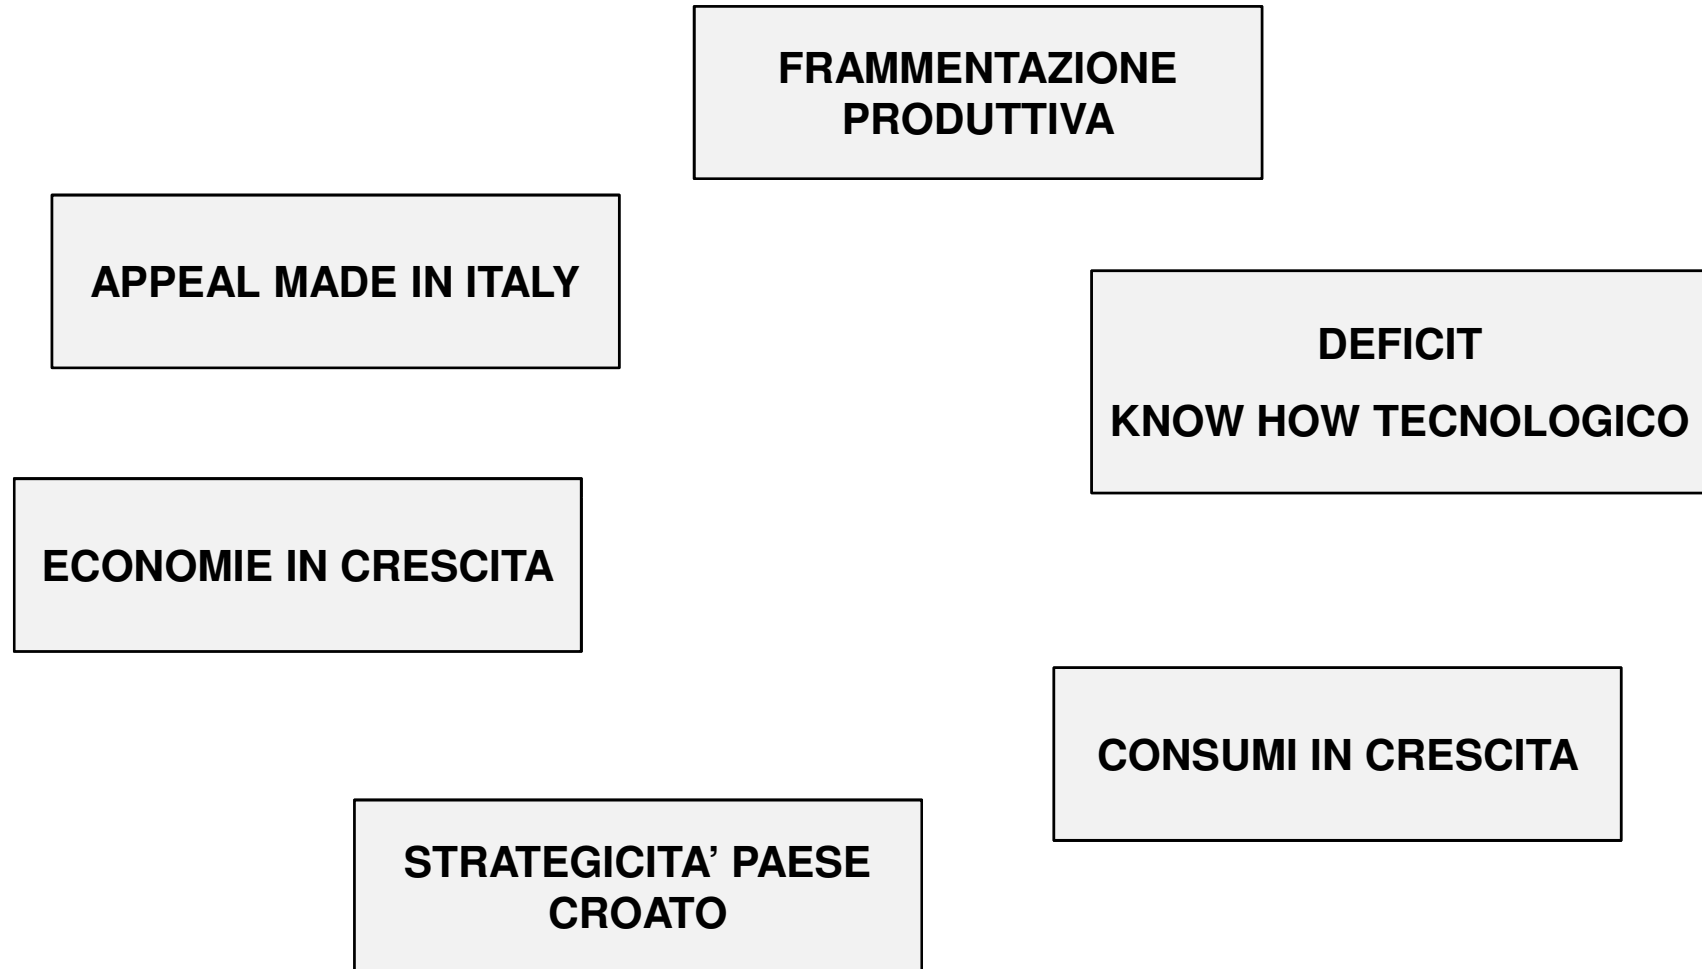 FRAMMENTAZIONE
PRODUTTIVA
APPEAL MADE IN ITALY
DEFICIT
KNOW HOW TECNOLOGICO
ECONOMIE IN CRESCITA
CONSUMI IN CRESCITA
STRATEGICITA’ PAESE
CROATO